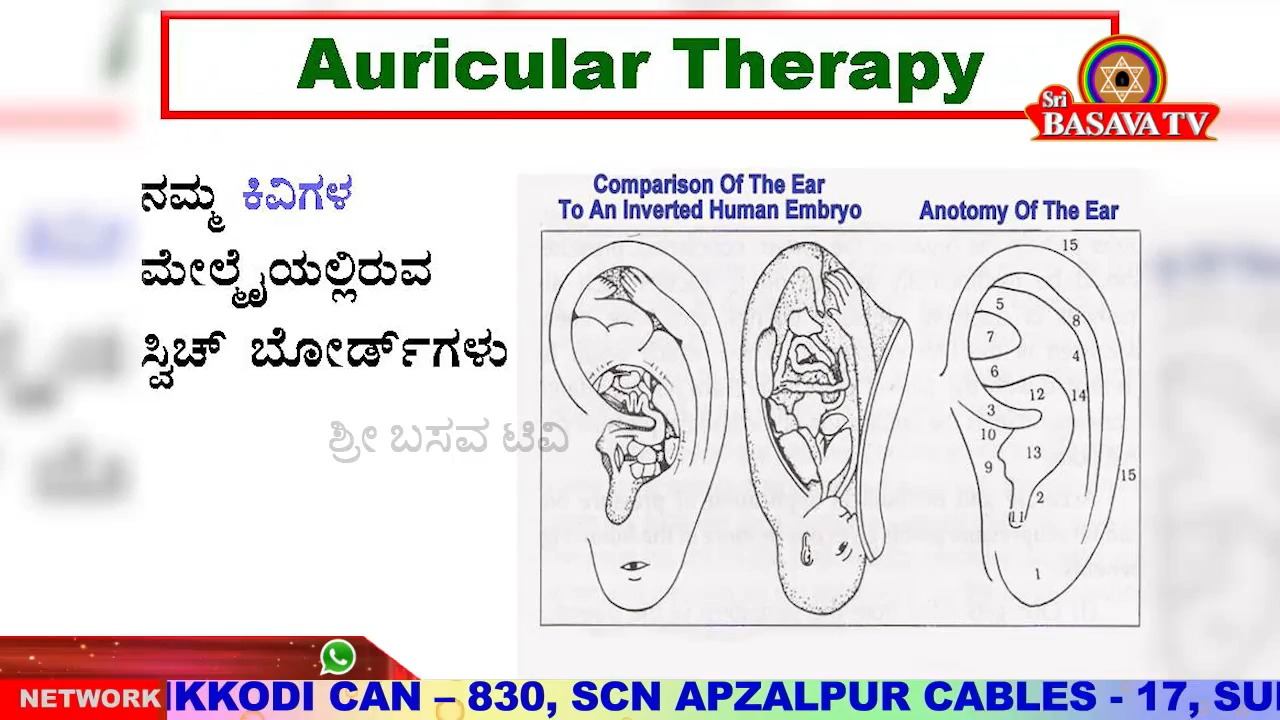 Auricular Therapy
Sri
BASAVA TV
ನಮ್ಮ ಕಿವಿಗಳ
ಮೇಲ್ಮೈಯಲ್ಲಿರುವ
ಸ್ವಿಚ್ ಬೋರ್ಡ್‌ಗಳು
ಶ್ರೀ ಬಸವ ಟಿವಿ
Comparison Of The Ear
To An Inverted Human Embryo
Anotomy Of The Ear
15
5
8
7
4
6
12
14
3
10
13
9
15
2
11
1
NETWORK
IKKODI CAN – 830, SCN APZALPUR CABLES - 17, SU